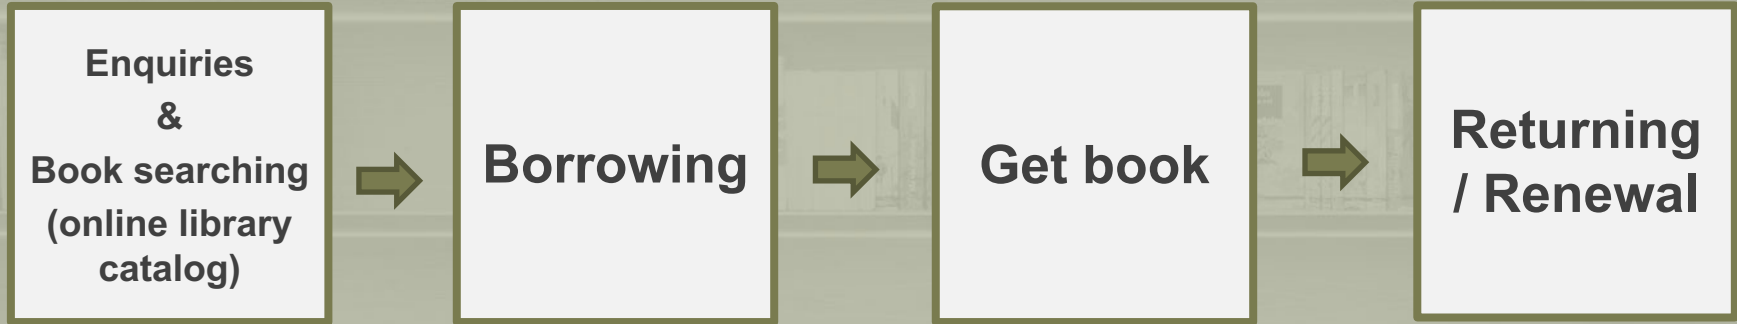 Enquiries
&
Book searching
(online library
catalog)
Borrowing
Get book
Returning
/ Renewal